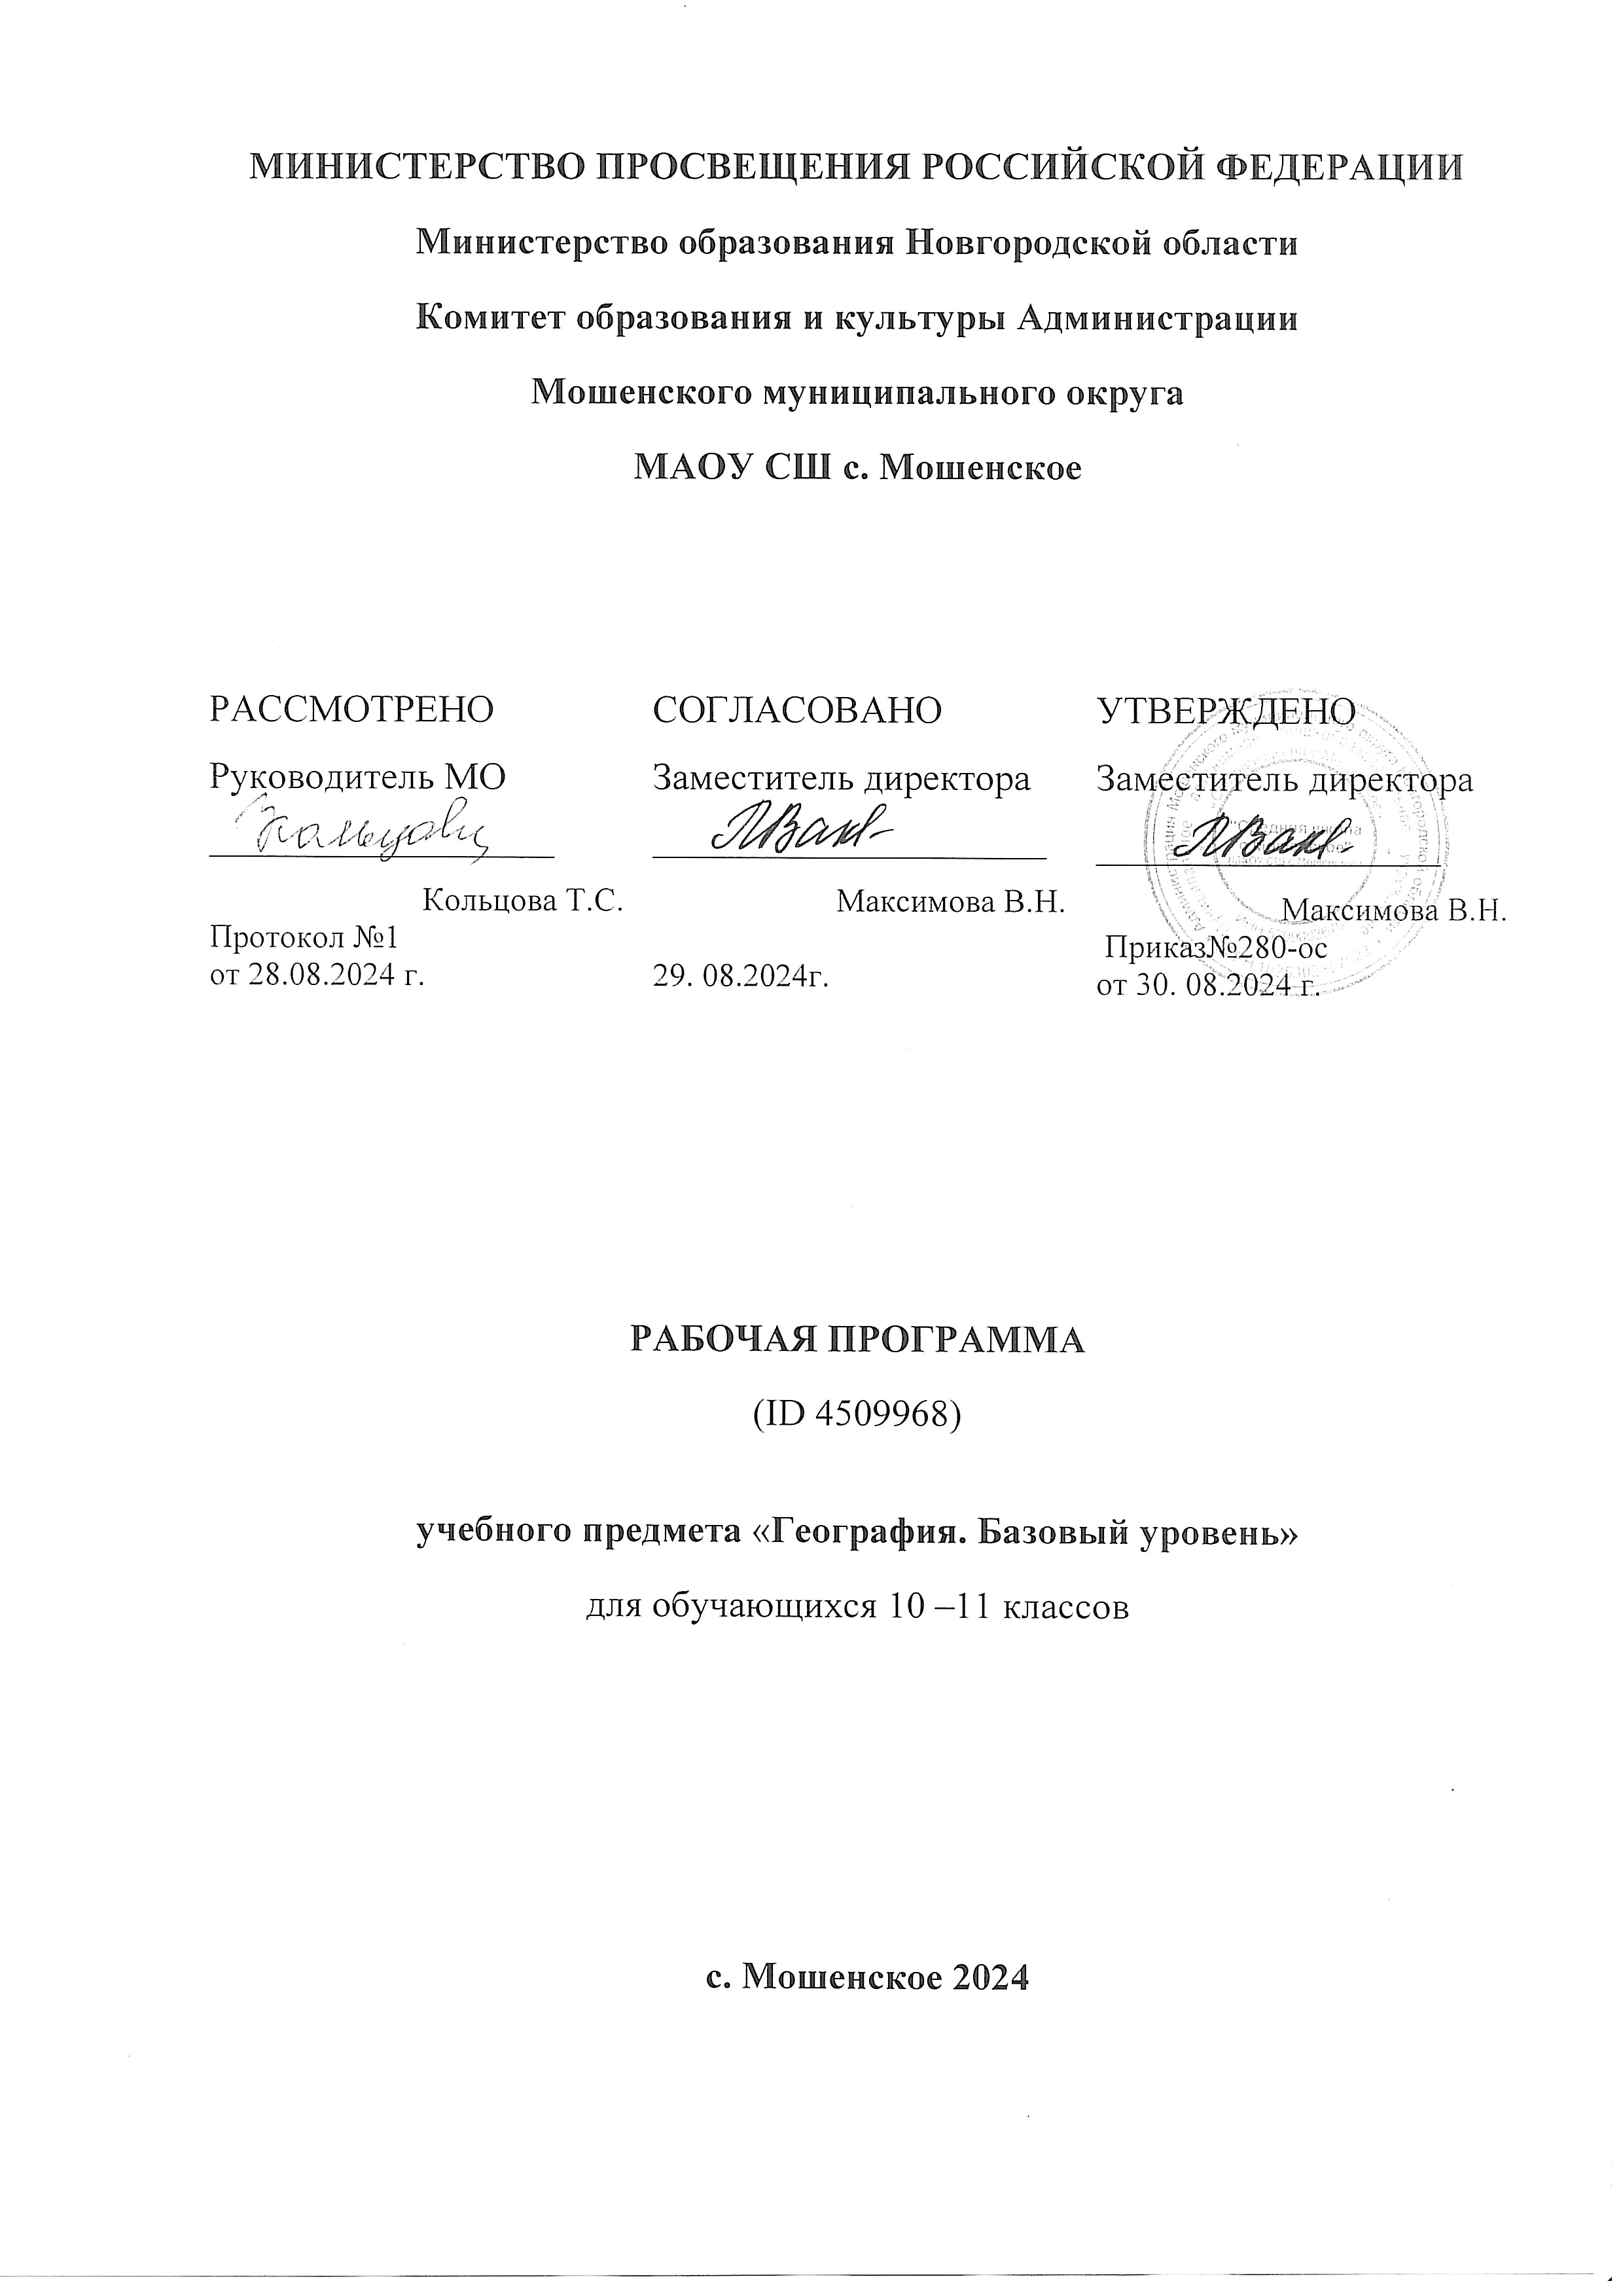 МИНИСТЕРСТВО ПРОСВЕЩЕНИЯ РОССИЙСКОЙ ФЕДЕРАЦИИ
Министерство образования Новгородской области
Комитет образования и культуры Администрации
Мошенского муниципального округа
МАОУ СШ с. Мошенское
РАССМОТРЕНО
Руководитель МО
Кольцова Т.С.
Протокол №1
от 28.08.2024 г.
СОГЛАСОВАНО
Заместитель директора
Максимова В.Н.
29. 08.2024г.
УТВЕРЖДЕНО
Заместитель директора
Максимова В.Н.
Приказ№280-ос
от 30. 08.2024 г.
РАБОЧАЯ ПРОГРАММА
(ID 4509968)
учебного предмета «География. Базовый уровень»
для обучающихся 10 –11 классов
с. Мошенское 2024